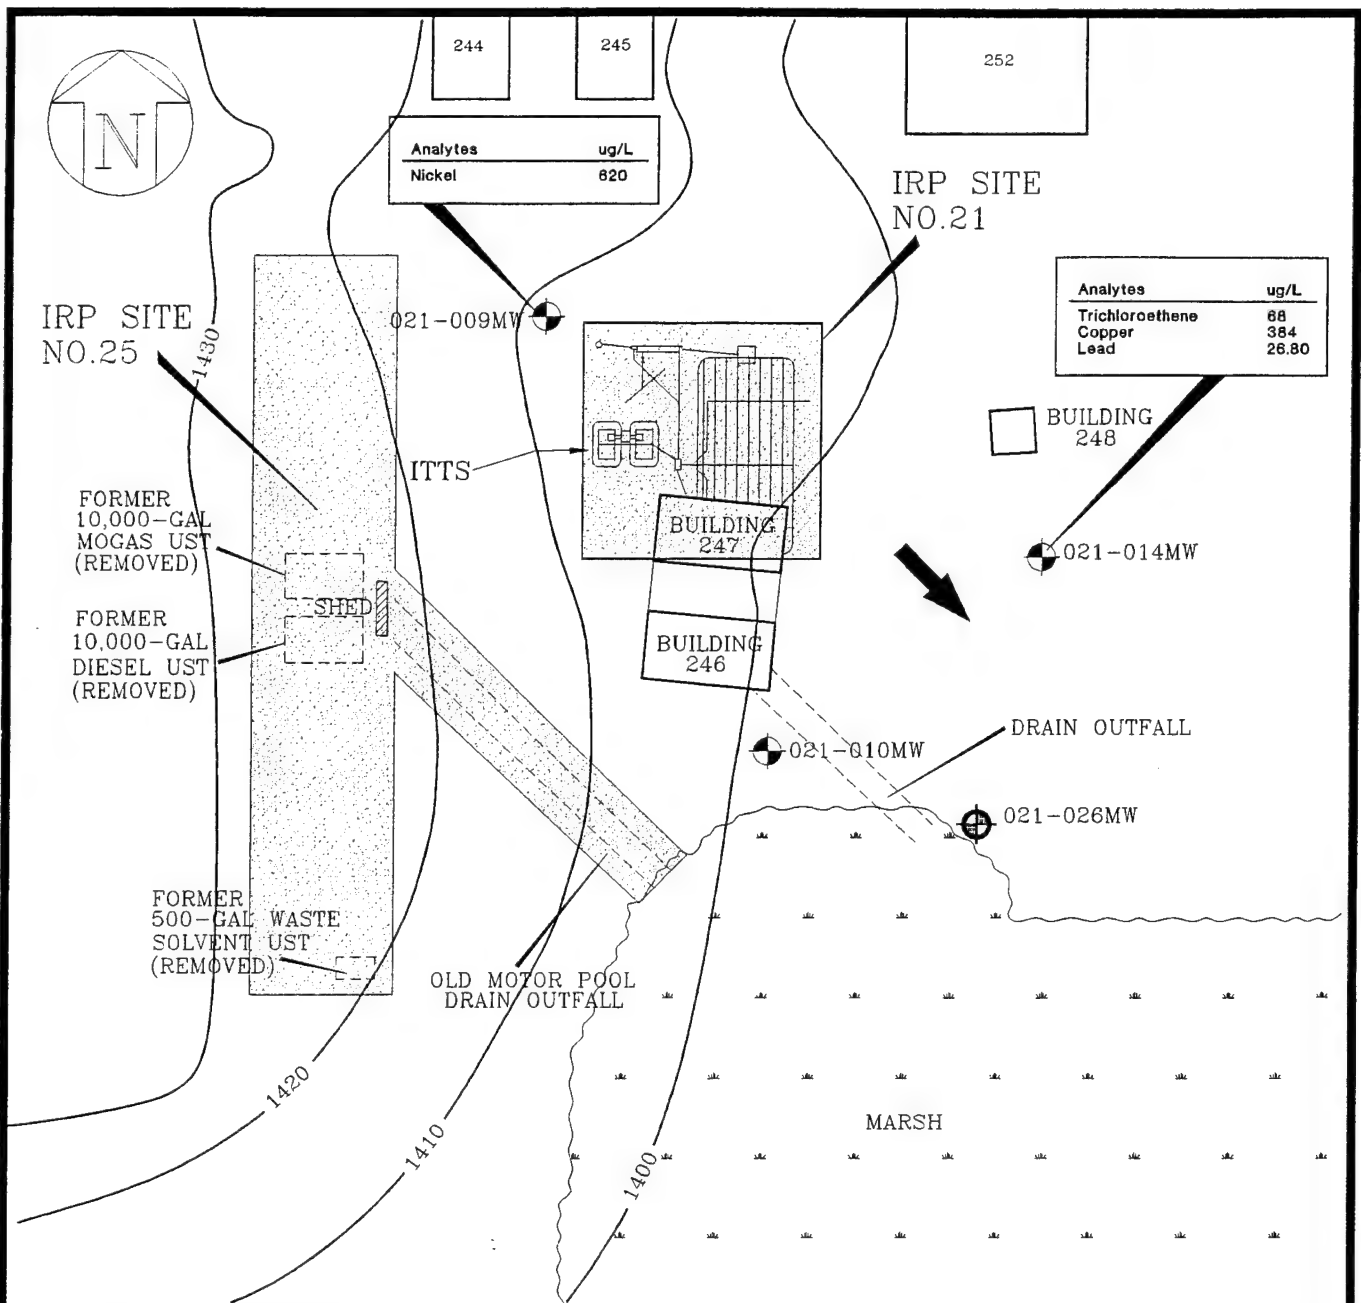 244
245
252
N
Analytes ug/L
Nickel 620
IRP SITE
NO.21
Analytes ug/L
Trichloroethene 68
Copper 384
Lead 26.80
021-009MW
IRP SITE
NO.25
1430
BUILDING
248
ITTS
FORMER
10,000-GAL
MOGAS UST
(REMOVED)
BUILDING
247
021-014MW
SHED
FORMER
10,000-GAL
DIESEL UST
(REMOVED)
BUILDING
246
DRAIN OUTFALL
021-010MW
021-026MW
FORMER
500-GAL WASTE
SOLVENT UST
(REMOVED)
OLD MOTOR POOL
DRAIN OUTFALL
1420
1410
1400
MARSH